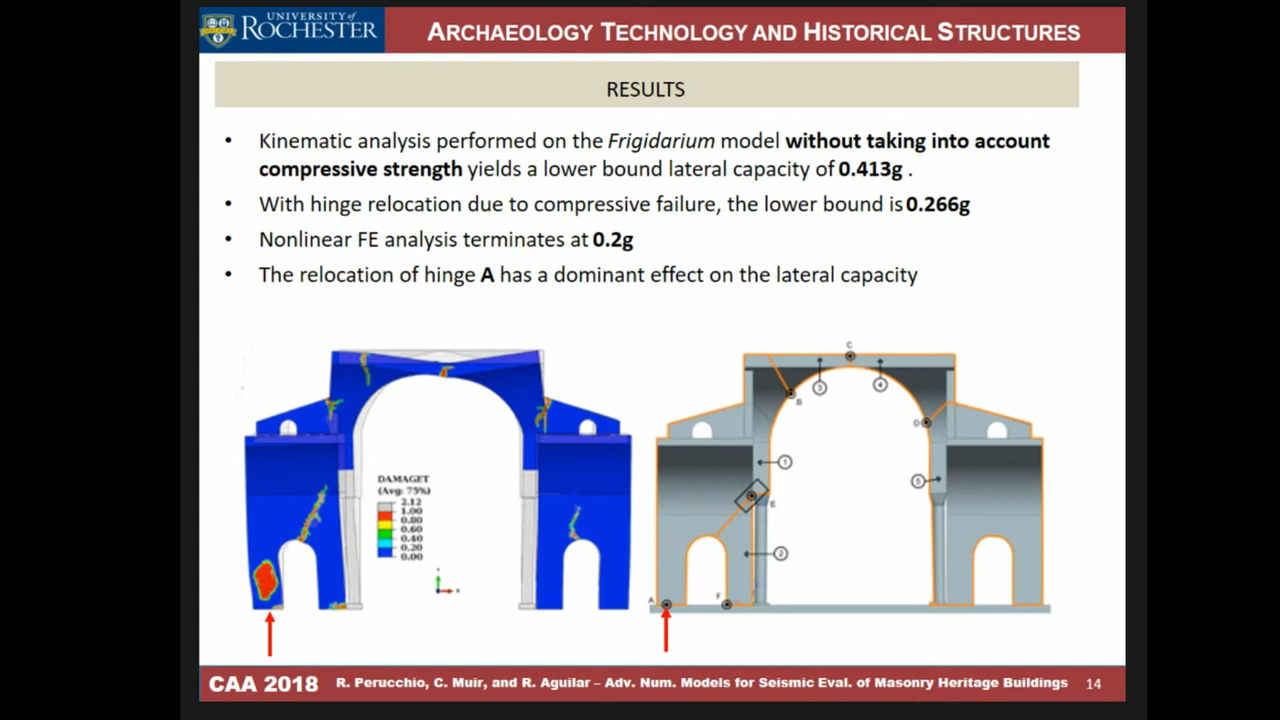 UNIVERSITY of
ROCHESTER
ARCHAEOLOGY TECHNOLOGY AND HISTORICAL STRUCTURES
RESULTS
• Kinematic analysis performed on the Frigidarium model without taking into account
compressive strength yields a lower bound lateral capacity of 0.413g .
• With hinge relocation due to compressive failure, the lower bound is 0.266g
• Nonlinear FE analysis terminates at 0.2g
• The relocation of hinge A has a dominant effect on the lateral capacity
DAMAGET
(Avg: 75%)
2.12
1.00
0.80
0.60
0.40
0.20
0.00
X
C
3
4
B
D
1
5
E
2
A
F
CAA 2018 R. Perucchio, C. Muir, and R. Aguilar – Adv. Num. Models for Seismic Eval. of Masonry Heritage Buildings 14